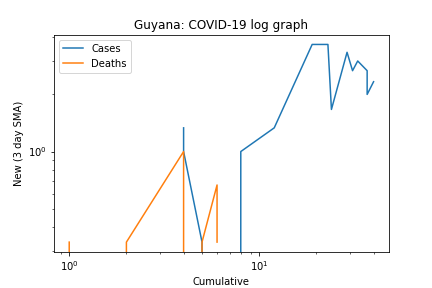 Guyana: COVID-19 log graph
Cases
Deaths
New (3 day SMA)
10⁰
10⁰
10¹
Cumulative